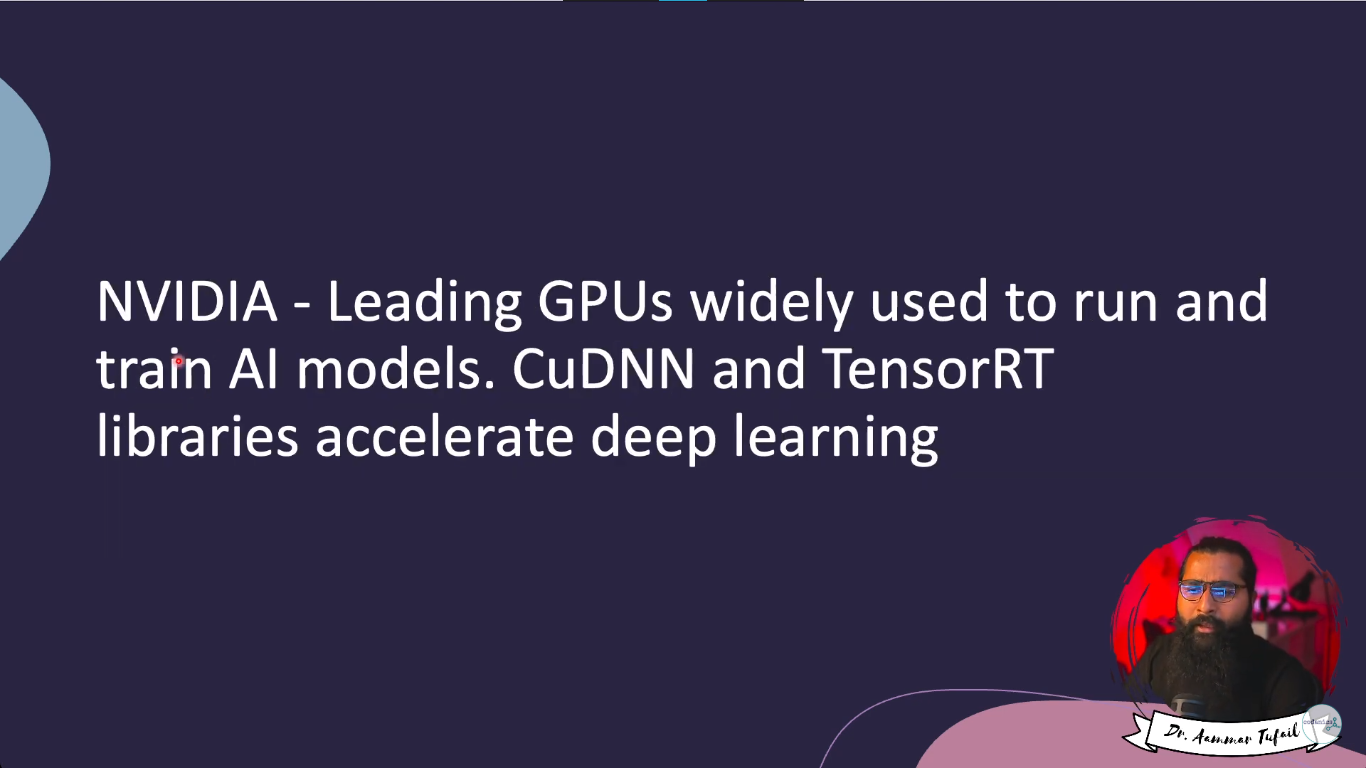 NVIDIA - Leading GPUs widely used to run and
train AI models. CuDNN and TensorRT
libraries accelerate deep learning
Dr. Aammar Tufail
codanics